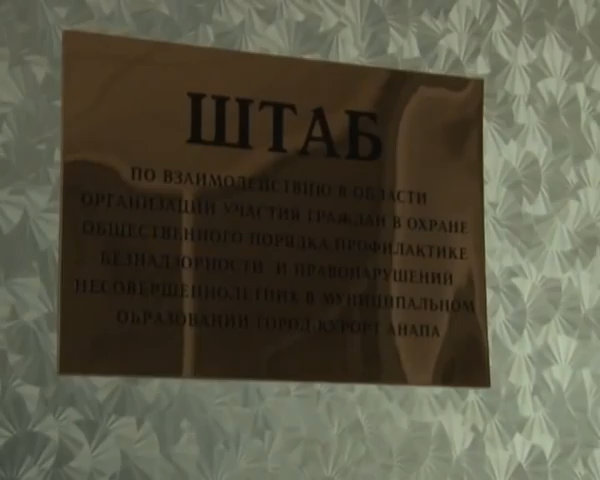 ШТАБ
ПО ВЗАИМОДЕЙСТВИЮ В ОБЛАСТИ
ОРГАНИЗАЦИИ УЧАСТИЯ ГРАЖДАН В ОХРАНЕ
ОБЩЕСТВЕННОГО ПОРЯДКА ПРОФИЛАКТИКЕ
БЕЗНАДЗОРНОСТИ И ПРАВОНАРУШЕНИЙ
НЕСОВЕРШЕННОЛЕТНИХ В МУНИЦИПАЛЬНОМ
ОБРАЗОВАНИИ ГОРОД КУРОРТ АНАПА